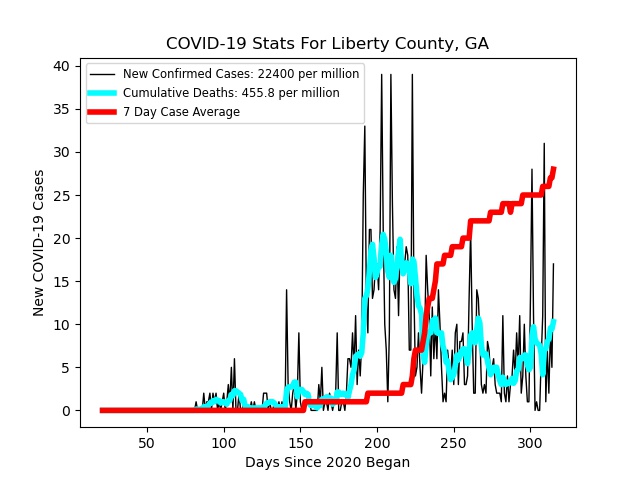 COVID-19 Stats For Liberty County, GA
New Confirmed Cases: 22400 per million
Cumulative Deaths: 455.8 per million
7 Day Case Average
New COVID-19 Cases
40
35
30
25
20
15
10
5
0
50 100 150 200 250 300
Days Since 2020 Began